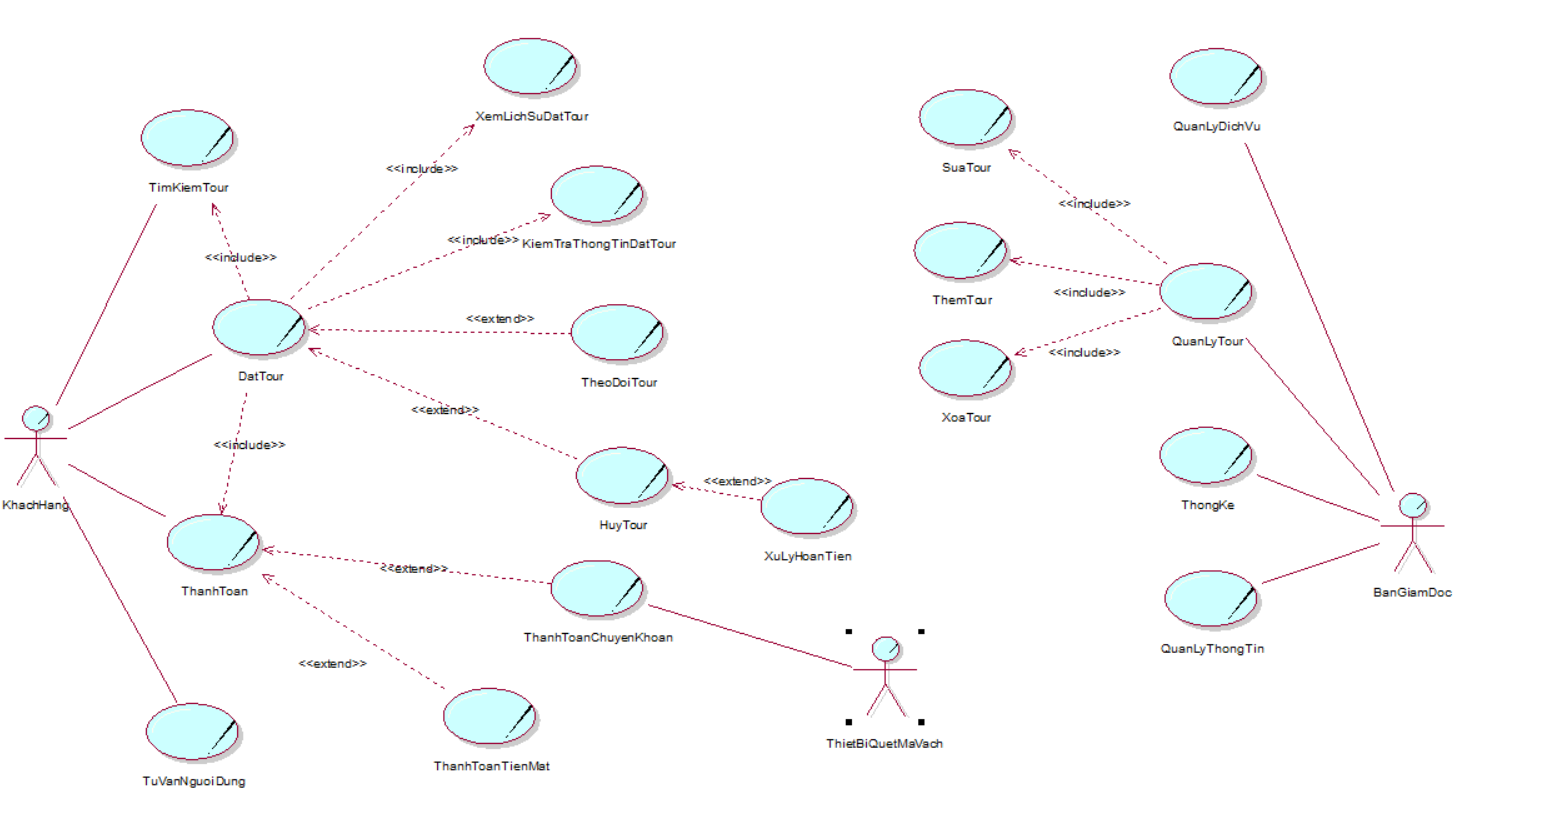 XemLichSuDatTour
QuanLyDichVu
SuaTour
<<include>>
TimKiemTour
<<include>>
<<include>>
KiemTraThongTinDatTour
<<include>>
ThemTour
<<include>>
<<extend>>
QuanLyTour
<<include>>
DatTour
TheoDoiTour
<<extend>>
XoaTour
<<include>>
KhachHang
<<extend>>
ThongKe
HuyTour
XuLyHoanTien
<<extend>>
ThanhToan
BanGiamDoc
ThanhToanChuyenKhoan
QuanLyThongTin
<<extend>>
ThietBiQuetMaVach
ThanhToanTienMat
TuVanNguoiDung